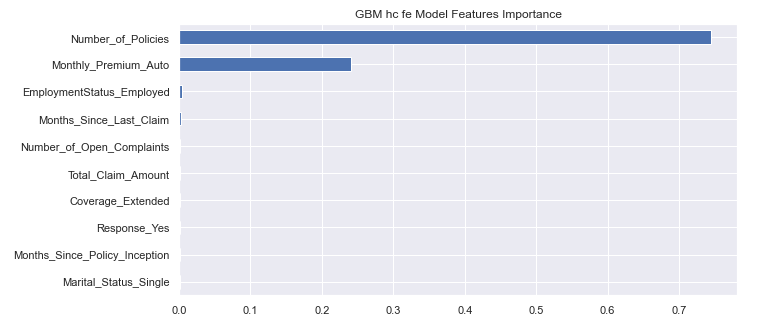 GBM hc fe Model Features Importance
Number_of_Policies
Monthly_Premium_Auto
EmploymentStatus_Employed
Months_Since_Last_Claim
Number_of_Open_Complaints
Total_Claim_Amount
Coverage_Extended
Response_Yes
Months_Since_Policy_Inception
Marital_Status_Single
0.0 0.1 0.2 0.3 0.4 0.5 0.6 0.7